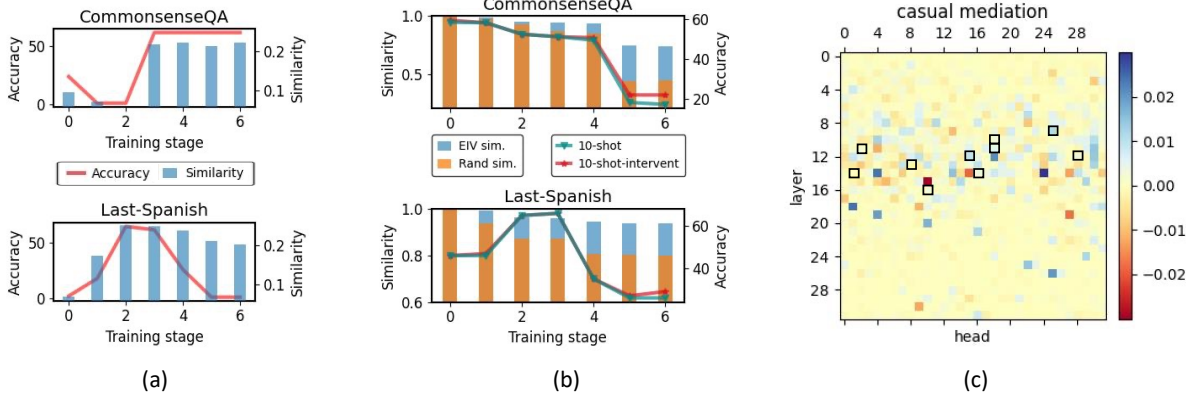 CommonsenseQA
Accuracy
50
0
0.2
0.1
Similarity
0 2 4 6
Training stage
Accuracy Similarity
Last-Spanish
Accuracy
50
0
0.2
0.1
Similarity
0 2 4 6
Training stage
(a)
CommonsenseQA
Similarity
1.0
0.5
60
40
20
Accuracy
0 2 4 6
Training stage
EIV sim. 10-shot
Rand sim. 10-shot-intervent
Last-Spanish
Similarity
1.0
0.8
0.6
60
40
Accuracy
0 2 4 6
Training stage
(b)
casual mediation
0 4 8 12 16 20 24 28
layer
0
4
8
12
16
20
24
28
head
0.02
0.01
0.00
−0.01
−0.02
(c)